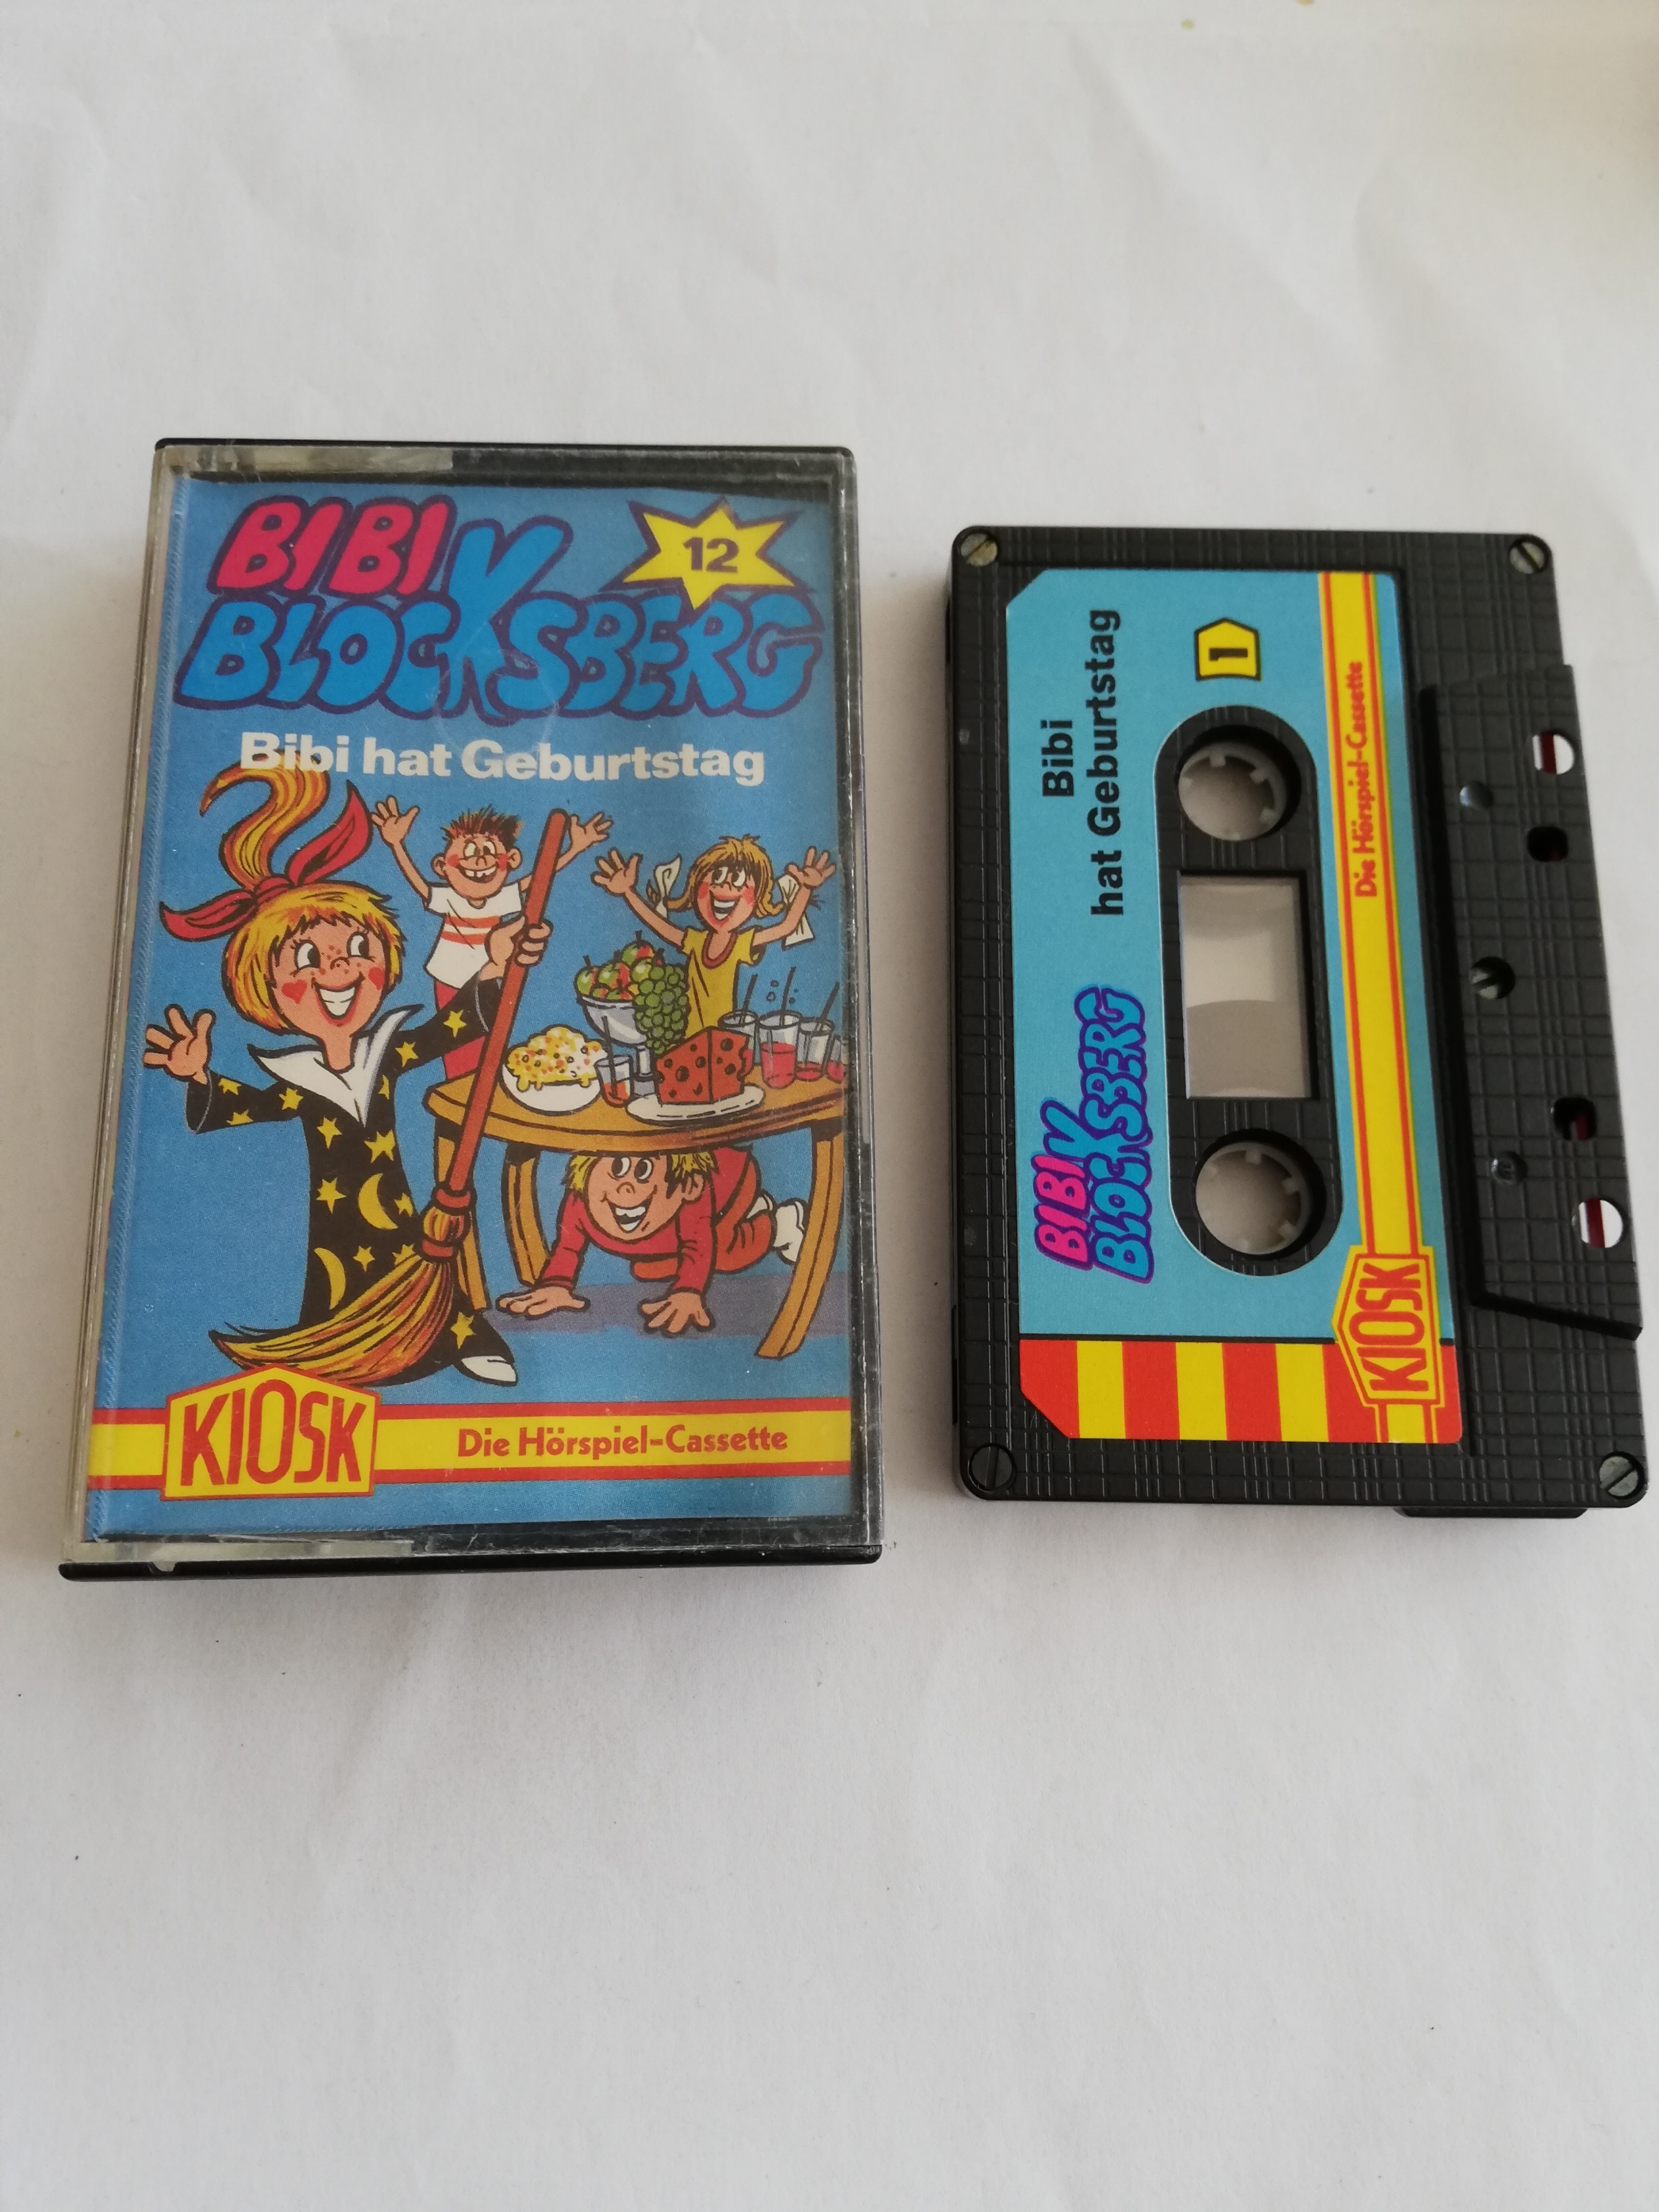 BIBI
BLOCKSBERG
12
Bibi hat Geburtstag
KIOSK
Die Hörspiel-Cassette
Bibi
hat Geburtstag
1
BIBI
BLOCKSBERG
Die Hörspiel-Cassette
KIOSK